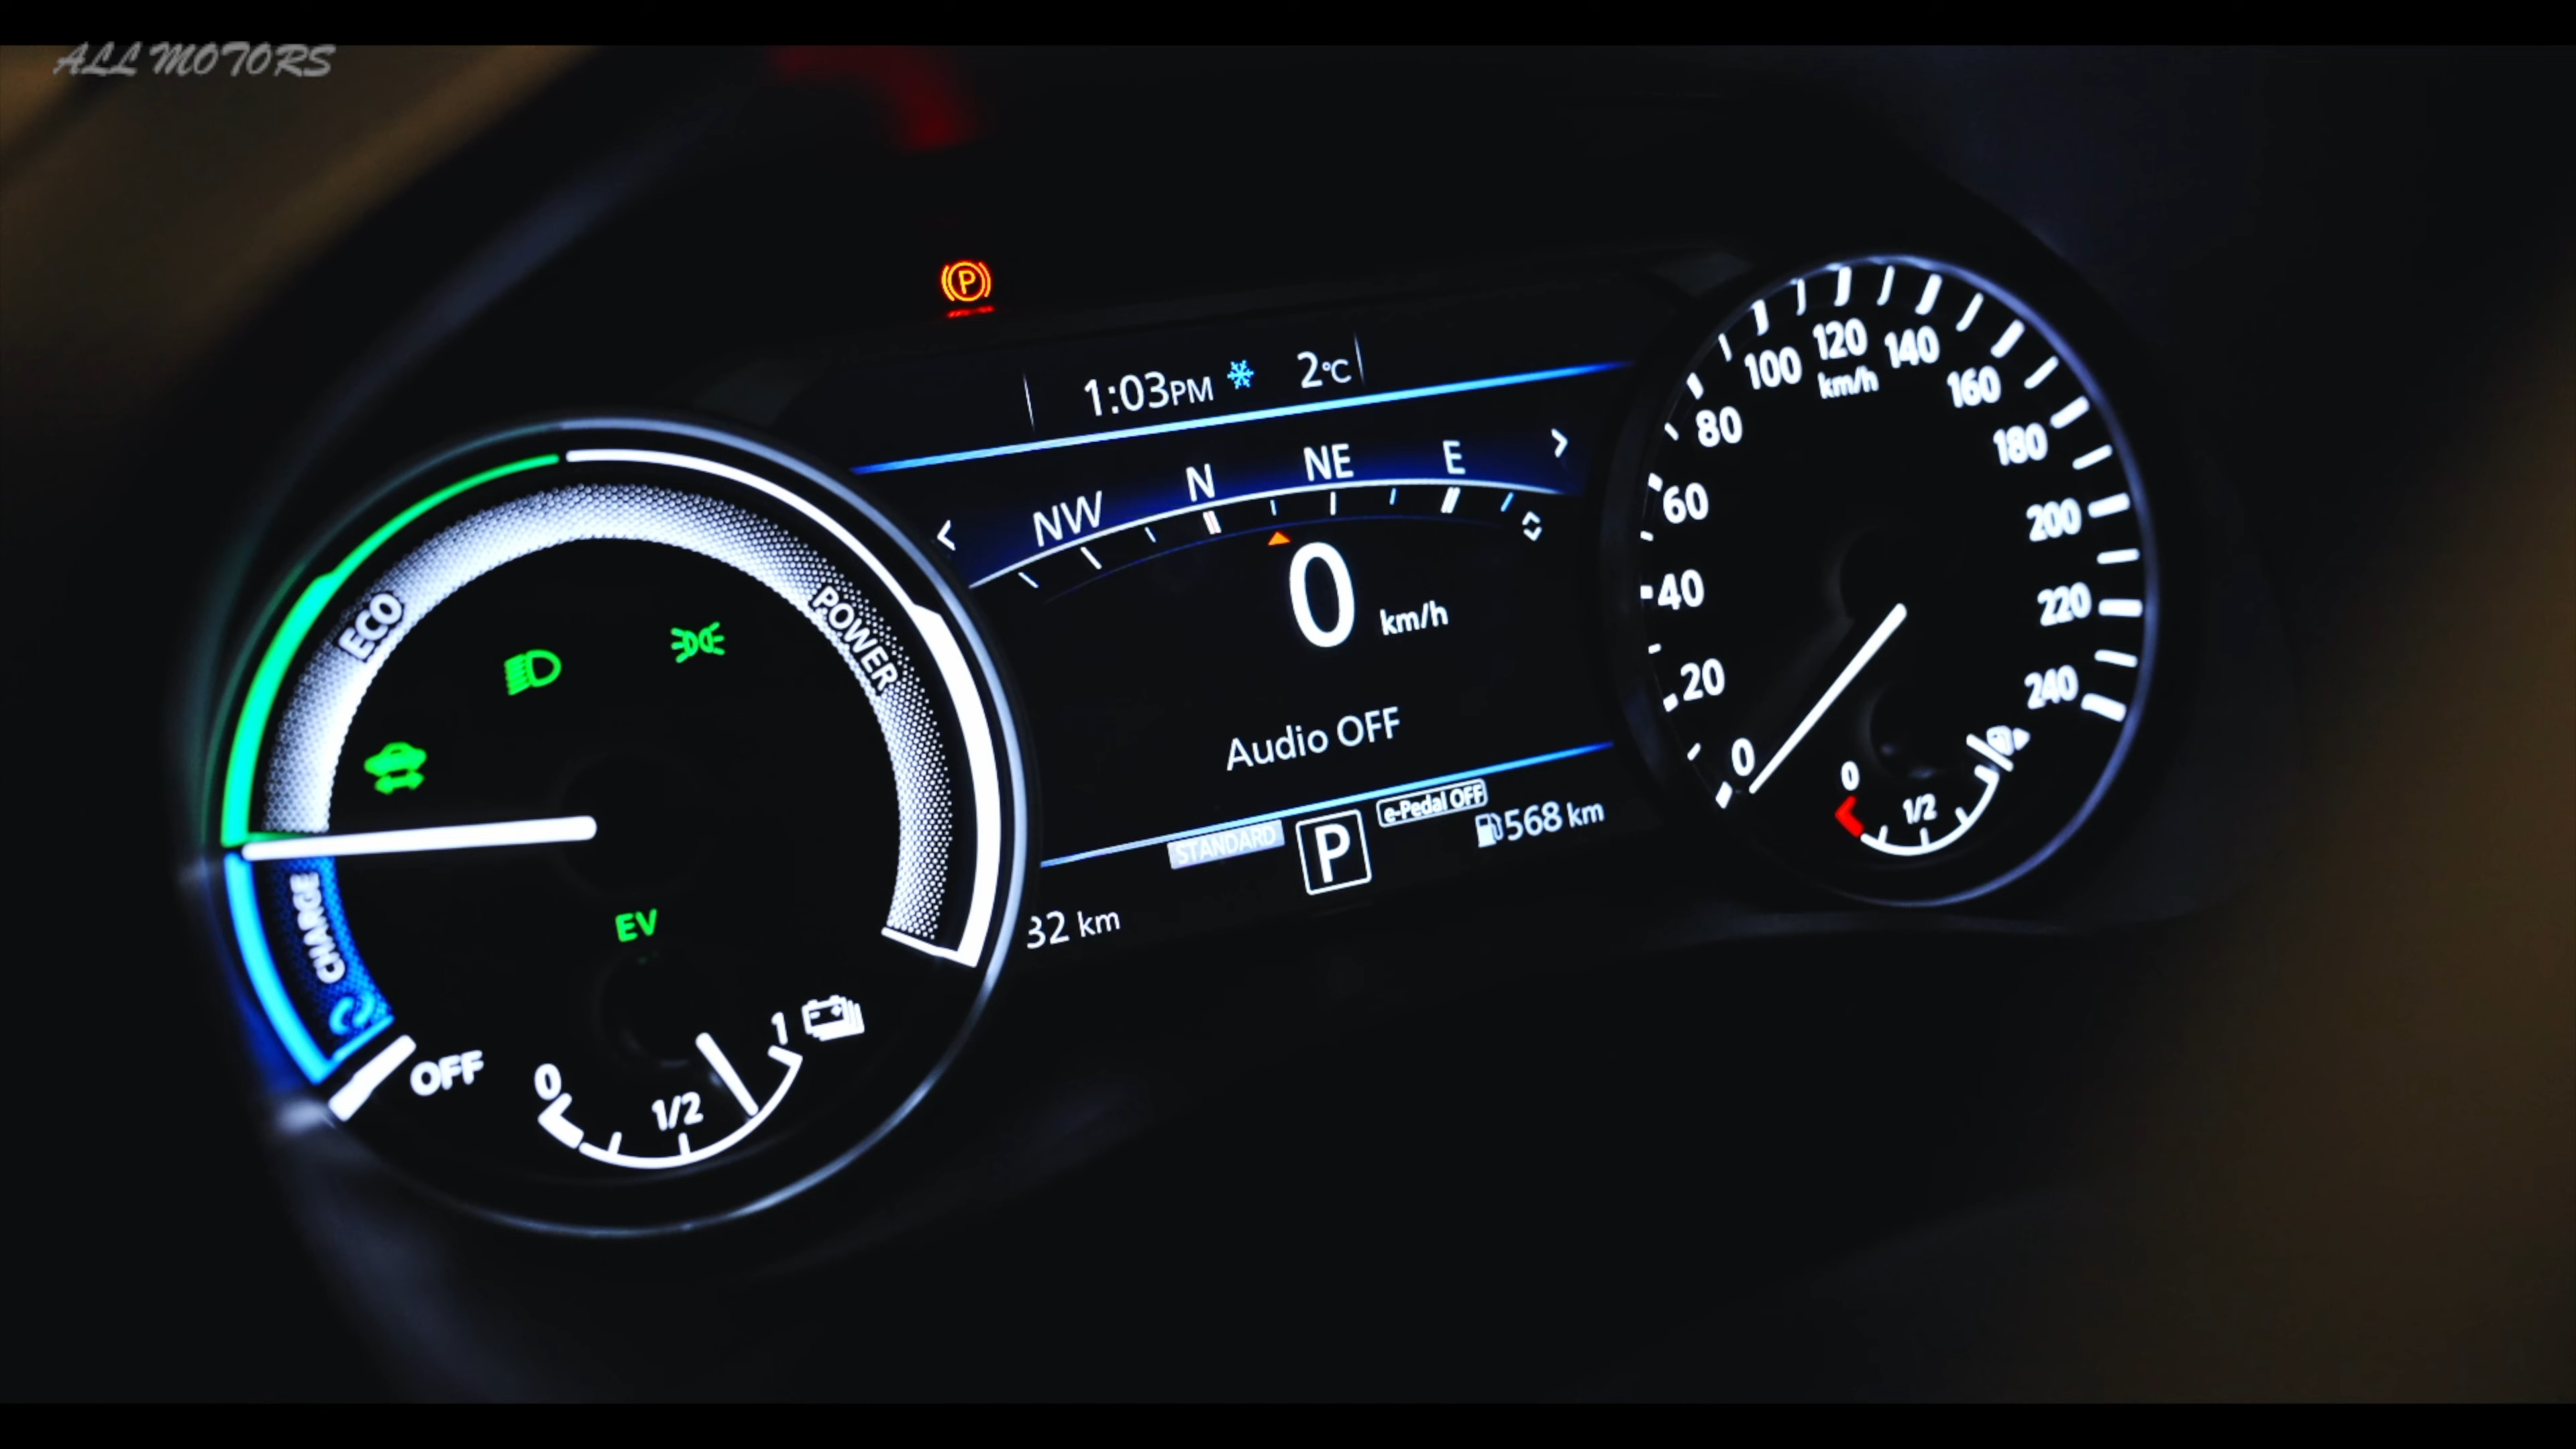 ALL MOTORS
P
1:03PM 2°C
NW N NE E
0 km/h
Audio OFF
STANDARD P e-Pedal OFF
568 km
32 km
ECO
POWER
CHARGE
EV
OFF
0 1/2 1
0
20
40
60
80
100
120
140
160
180
200
220
240
km/h
0 1/2